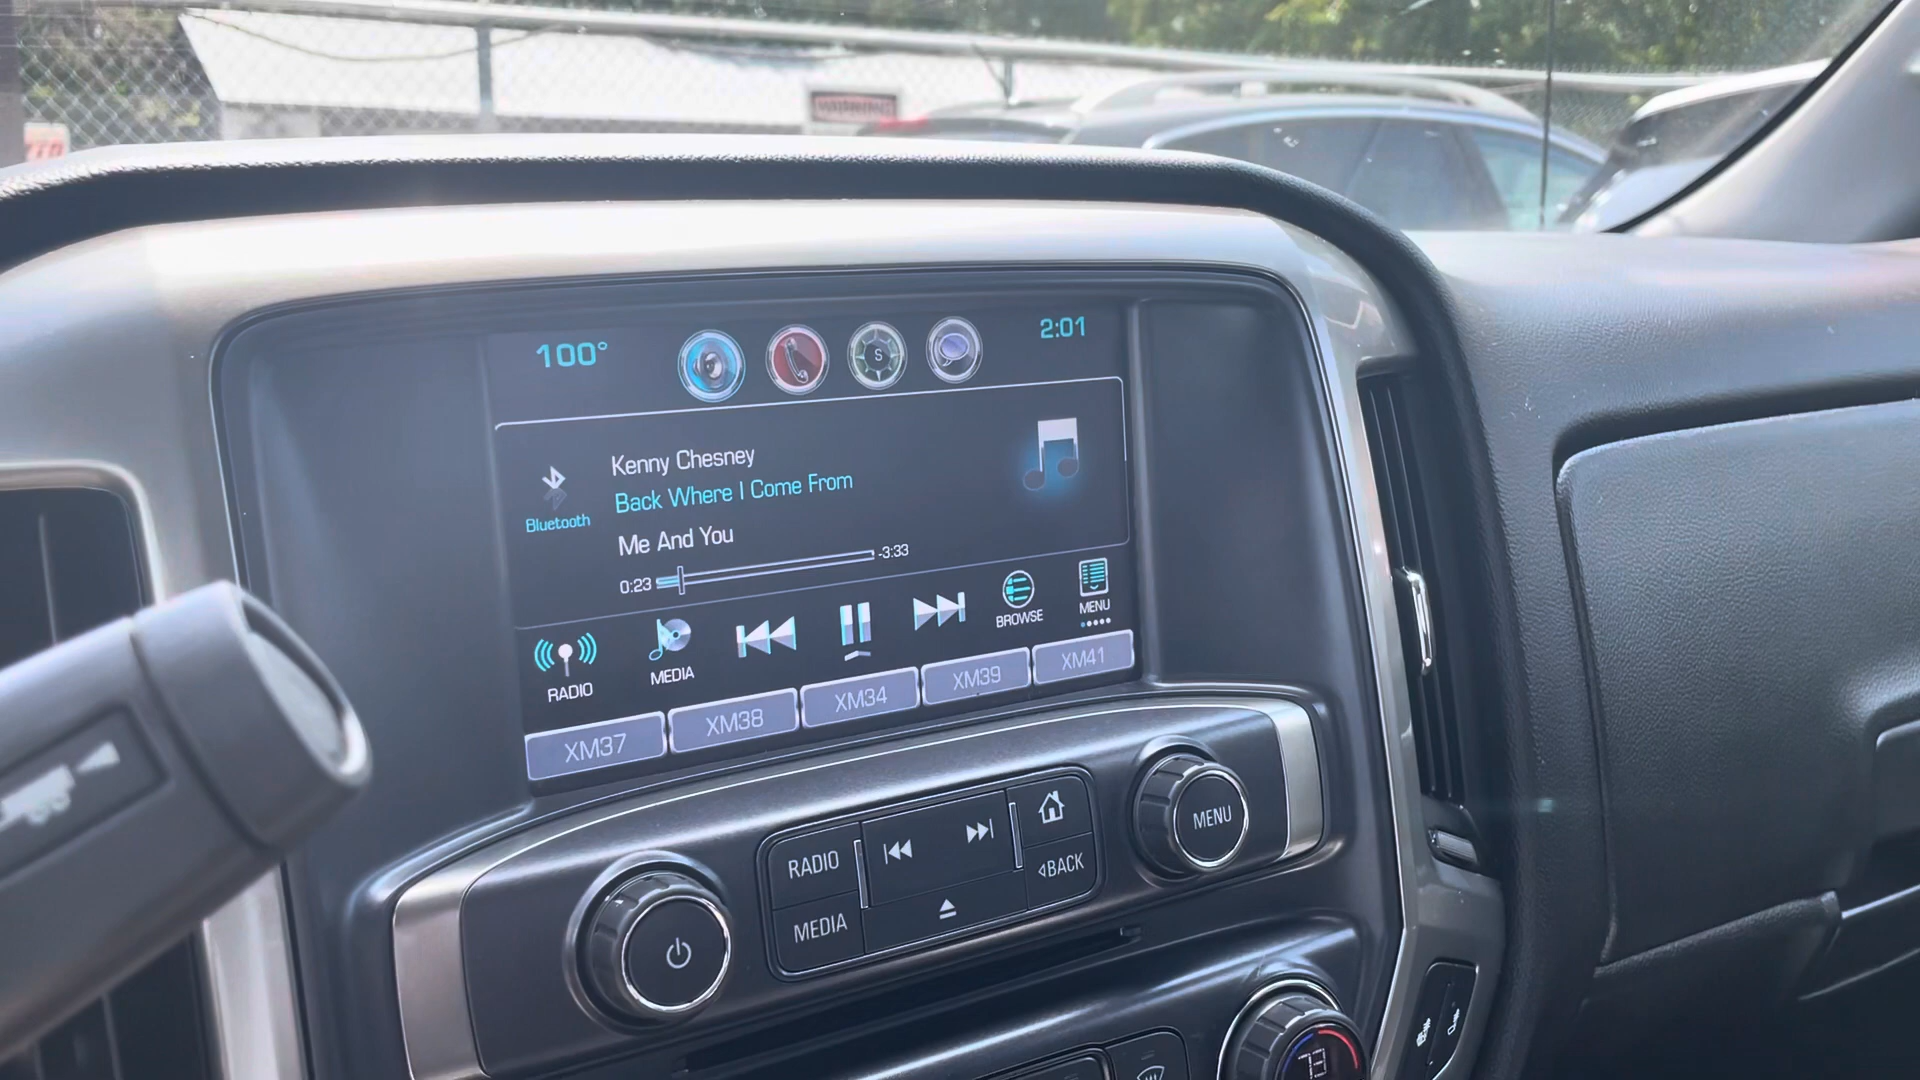 100° S 2:01
Kenny Chesney
Back Where I Come From
Bluetooth
Me And You
0:23 -3:33
RADIO MEDIA BROWSE MENU
XM37 XM38 XM34 XM39 XM41
RADIO BACK MENU
MEDIA